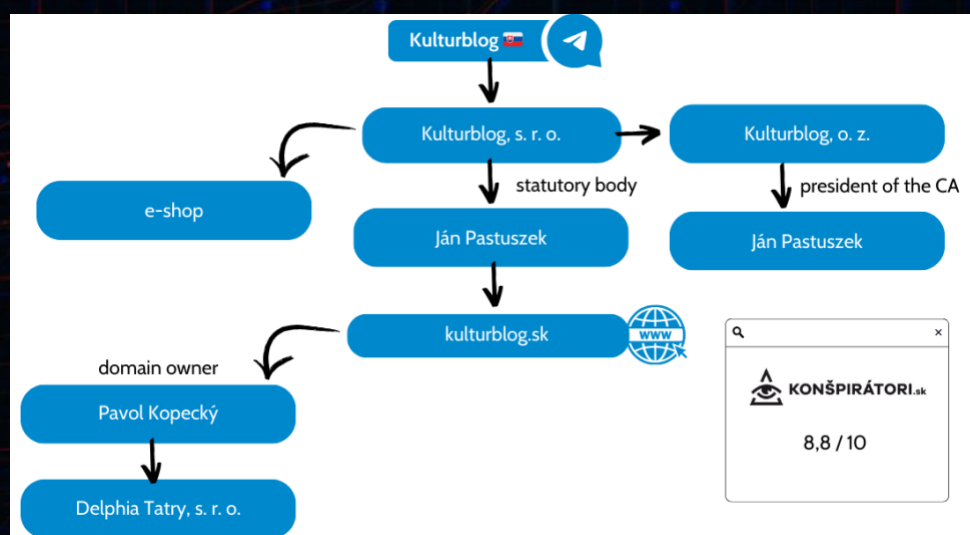 Kulturblog 🇸🇰
Kulturblog, s. r. o.
Kulturblog, o. z.
statutory body
president of the CA
e-shop
Ján Pastuszek
Ján Pastuszek
kulturblog.sk
WWW
domain owner
Pavol Kopecký
KONŠPIRÁTORI.sk
8,8 / 10
Delphia Tatry, s. r. o.